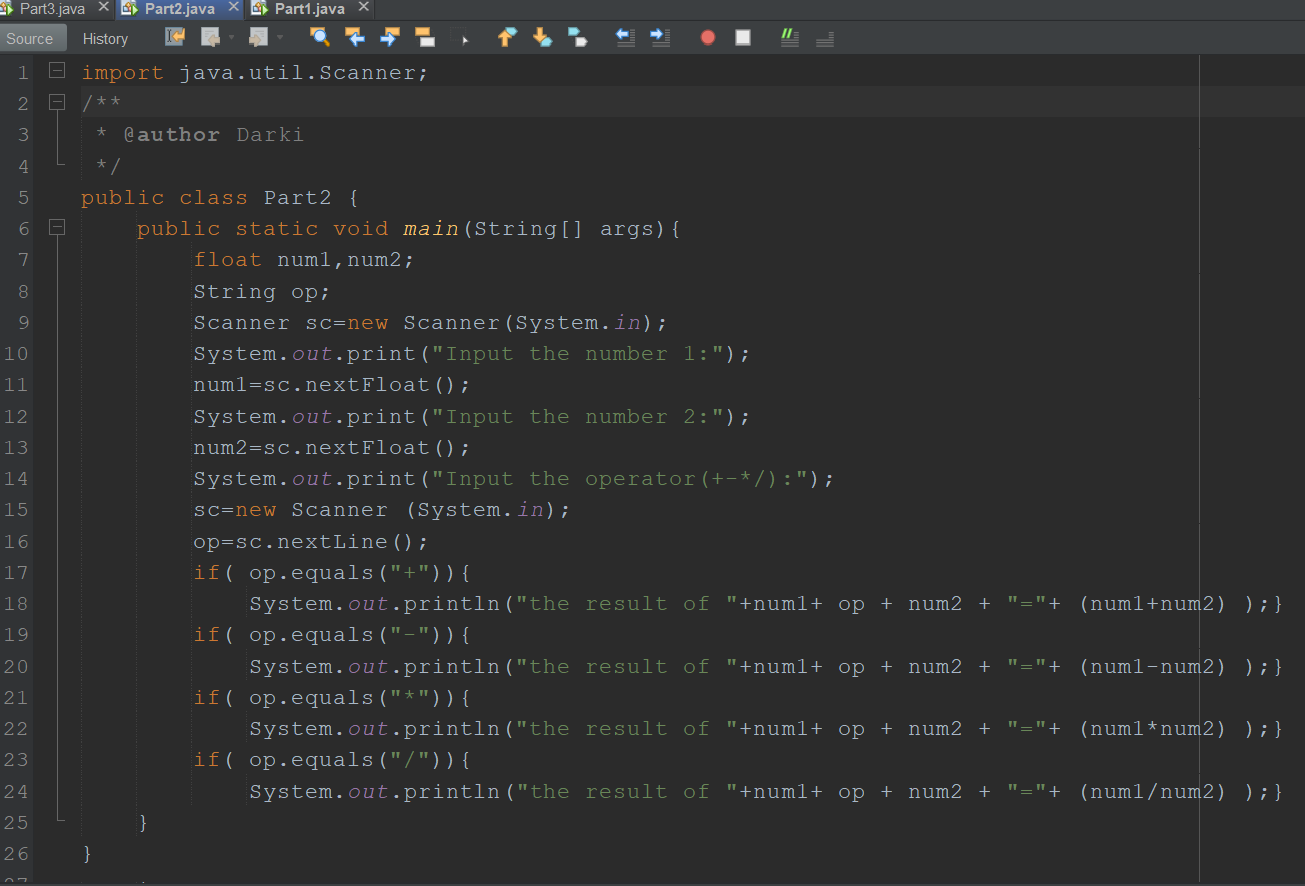 Part3.java × Part2.java × Part1.java ×
Source History
1 import java.util.Scanner;
2 /**
3 * @author Darki
4 */
5 public class Part2 {
6 public static void main(String[] args){
7 float num1,num2;
8 String op;
9 Scanner sc=new Scanner(System.in);
10 System.out.print("Input the number 1:");
11 num1=sc.nextFloat();
12 System.out.print("Input the number 2:");
13 num2=sc.nextFloat();
14 System.out.print("Input the operator(+-*/):");
15 sc=new Scanner (System.in);
16 op=sc.nextLine();
17 if( op.equals("+")){
18 System.out.println("the result of "+num1+ op + num2 + "="+ (num1+num2) );}
19 if( op.equals("-")){
20 System.out.println("the result of "+num1+ op + num2 + "="+ (num1-num2) );}
21 if( op.equals("*")){
22 System.out.println("the result of "+num1+ op + num2 + "="+ (num1*num2) );}
23 if( op.equals("/")){
24 System.out.println("the result of "+num1+ op + num2 + "="+ (num1/num2) );}
25 }
26 }
27